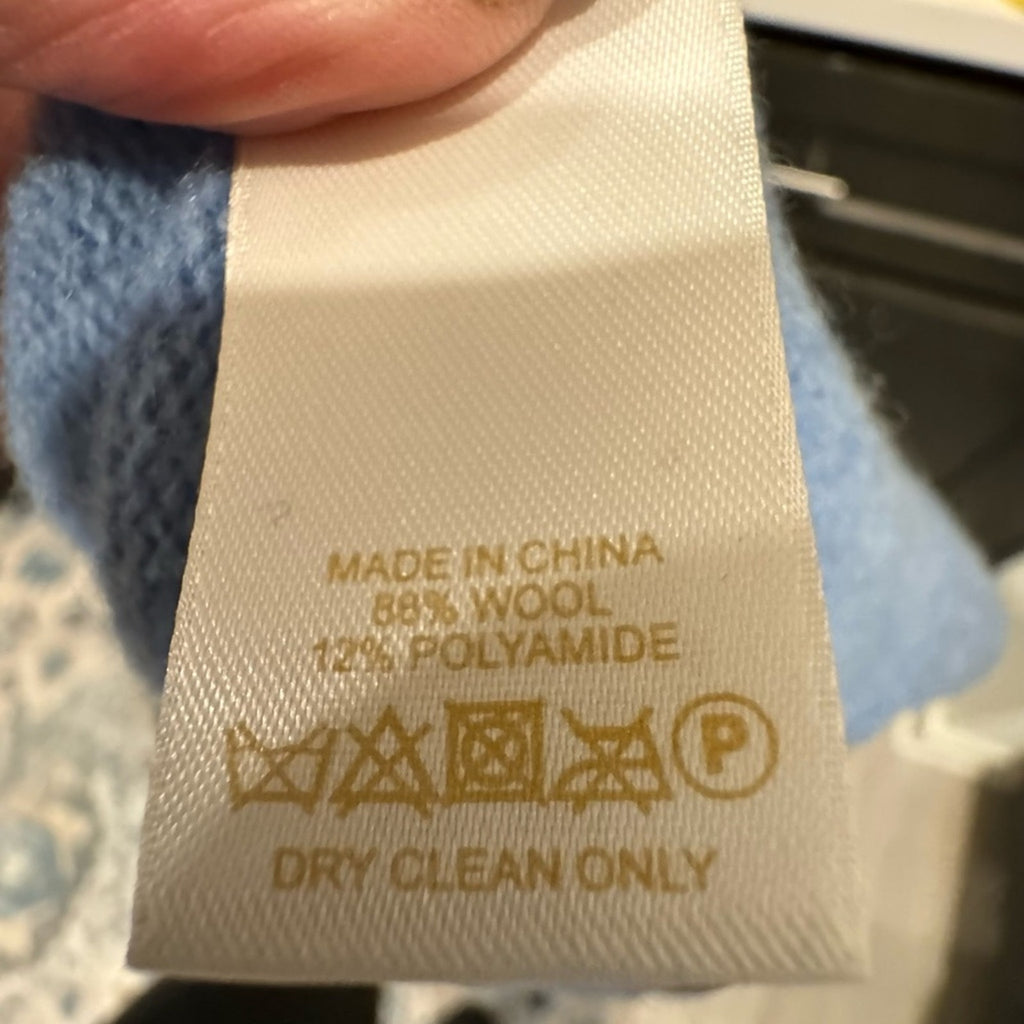 MADE IN CHINA
88% WOOL
12% POLYAMIDE
P
DRY CLEAN ONLY